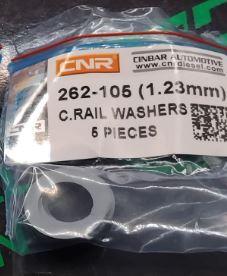 CNR
CINBAR AUTOMOTIVE
www.cnrdiesel.com
262-105 (1.23mm)
C.RAIL WASHERS
5 PIECES